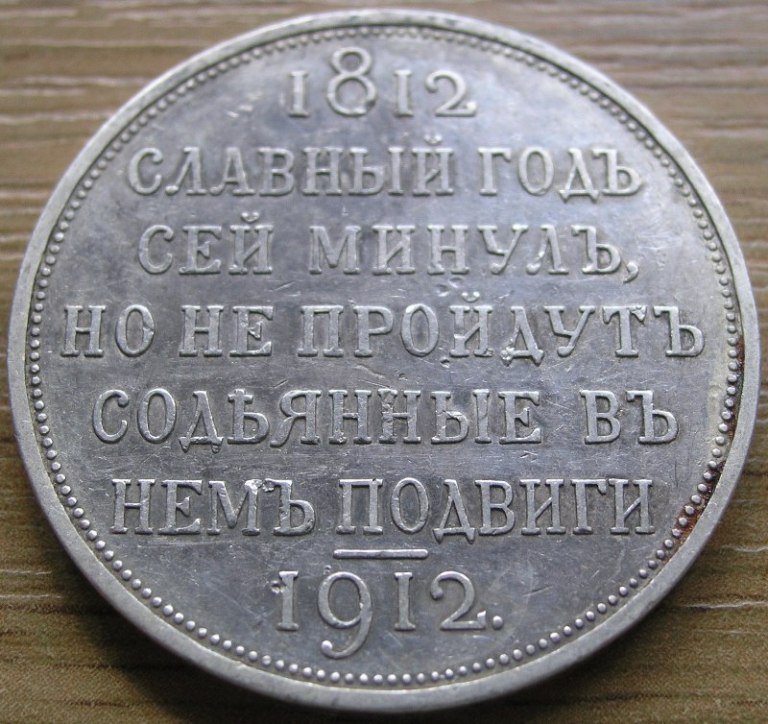 1812
СЛАВНЫЙ ГОДЪ
СЕЙ МИНУЛЪ,
НО НЕ ПРОЙДУТЪ
СОДѢЯННЫЕ ВЪ
НЕМЪ ПОДВИГИ
1912.